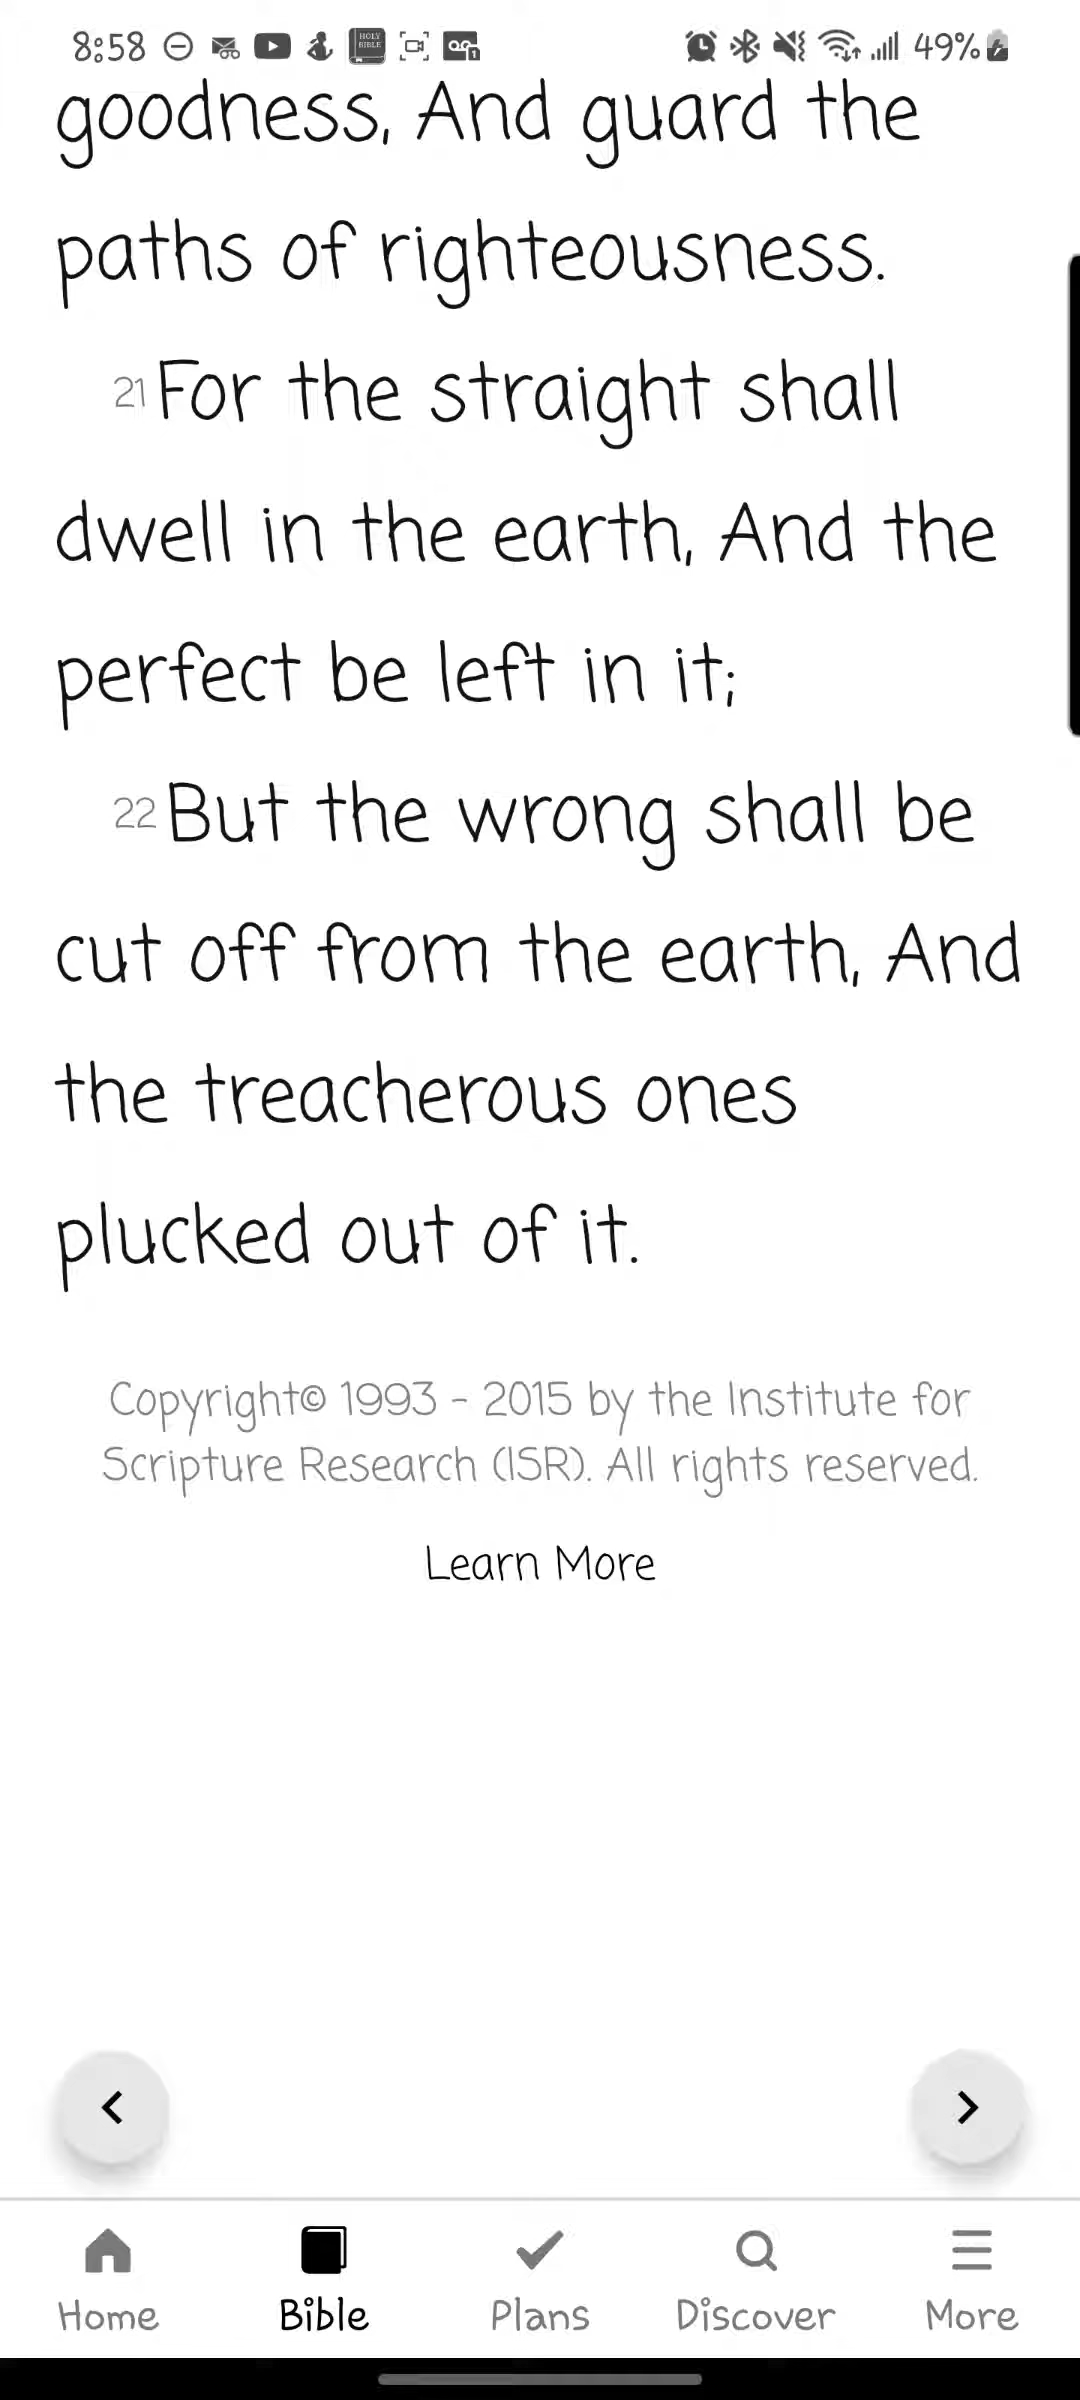 8:58 HOLY BIBLE 49%
goodness, And guard the
paths of righteousness.
21 For the straight shall
dwell in the earth, And the
perfect be left in it;
22 But the wrong shall be
cut off from the earth, And
the treacherous ones
plucked out of it.
Copyright© 1993 - 2015 by the Institute for
Scripture Research (ISR). All rights reserved.
Learn More
Home Bible Plans Discover More